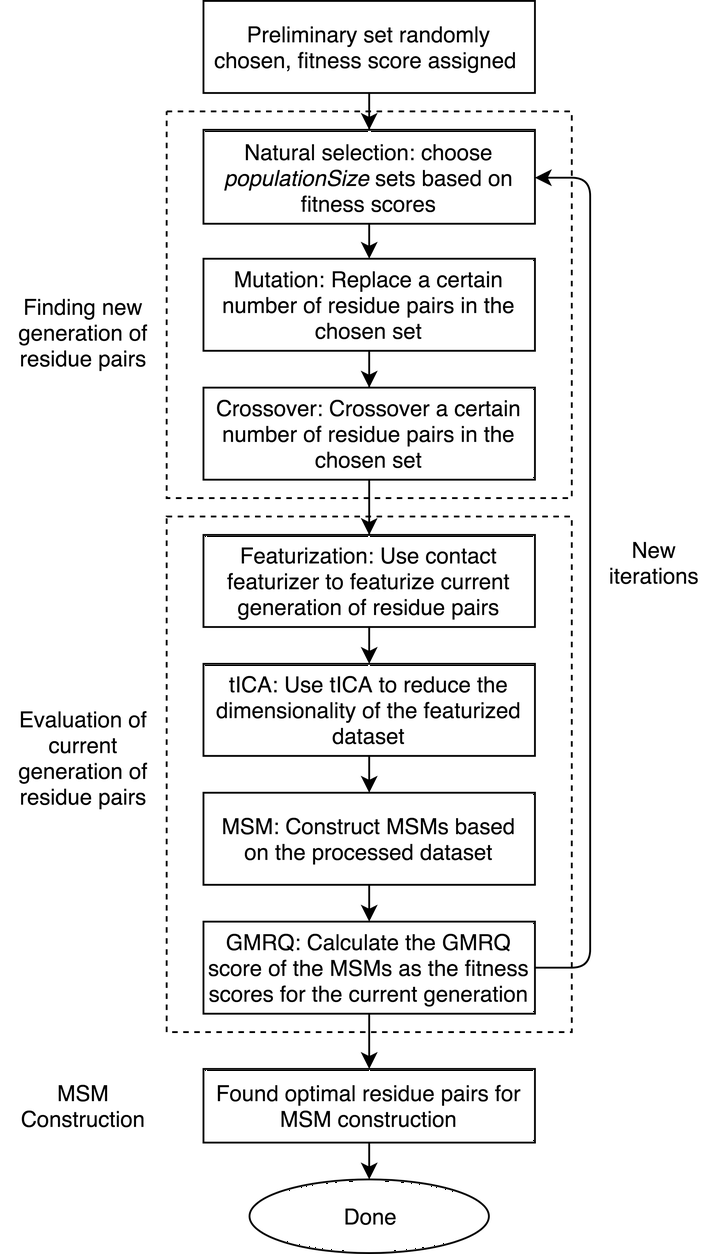 Preliminary set randomly
chosen, fitness score assigned
Natural selection: choose
populationSize sets based on
fitness scores
Mutation: Replace a certain
number of residue pairs in the
chosen set
Finding new
generation of
residue pairs
Crossover: Crossover a certain
number of residue pairs in the
chosen set
Featurization: Use contact
featurizer to featurize current
generation of residue pairs
New
iterations
tICA: Use tICA to reduce the
dimensionality of the featurized
dataset
Evaluation of
current
generation of
residue pairs
MSM: Construct MSMs based
on the processed dataset
GMRQ: Calculate the GMRQ
score of the MSMs as the fitness
scores for the current generation
MSM
Construction
Found optimal residue pairs for
MSM construction
Done